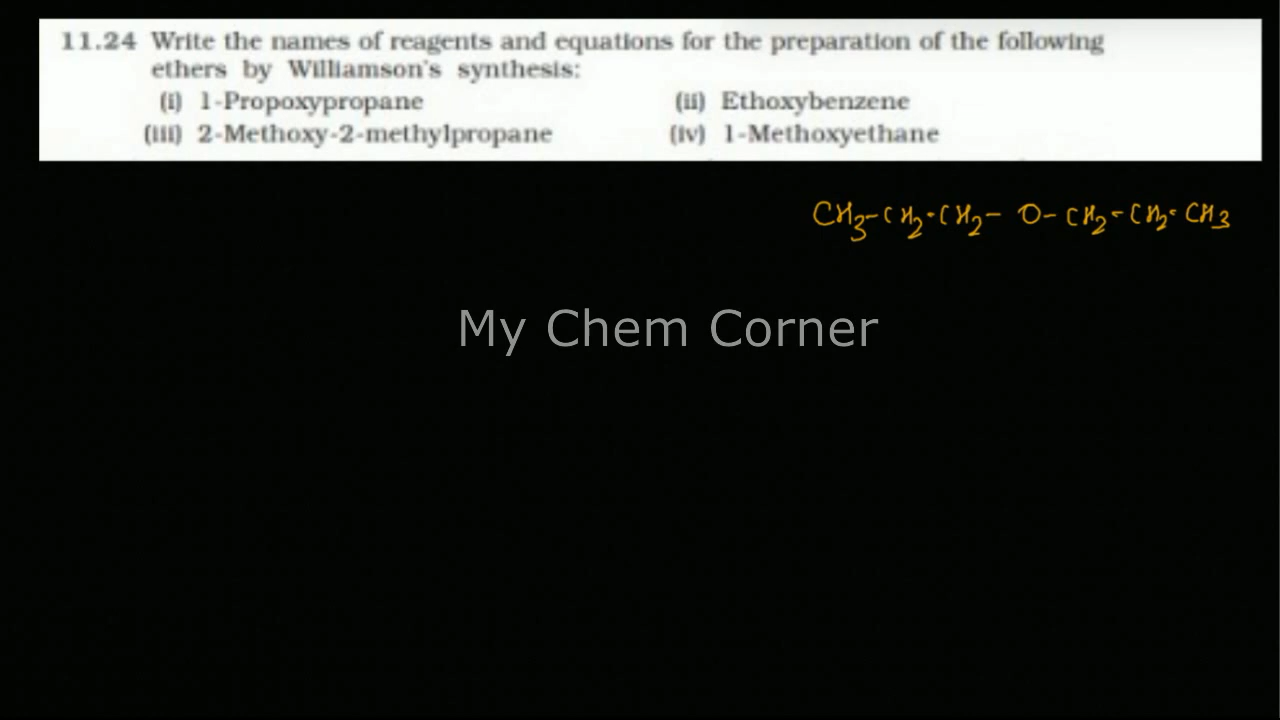 11.24 Write the names of reagents and equations for the preparation of the following
ethers by Williamson's synthesis:
(i) 1-Propoxypropane (ii) Ethoxybenzene
(iii) 2-Methoxy-2-methylpropane (iv) 1-Methoxyethane
CH3-CH2-CH2-O-CH2-CH2-CH3
My Chem Corner